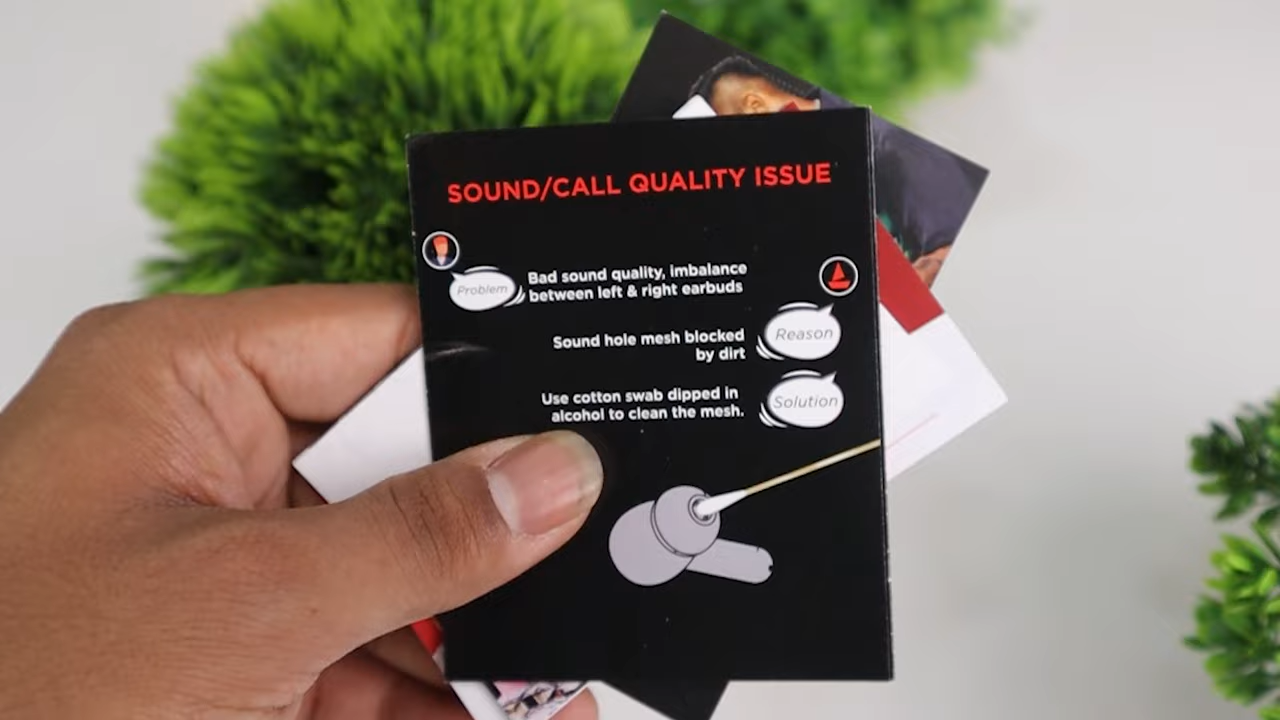 SOUND/CALL QUALITY ISSUE
Problem
Bad sound quality, imbalance
between left & right earbuds
Reason
Sound hole mesh blocked
by dirt
Solution
Use cotton swab dipped in
alcohol to clean the mesh.